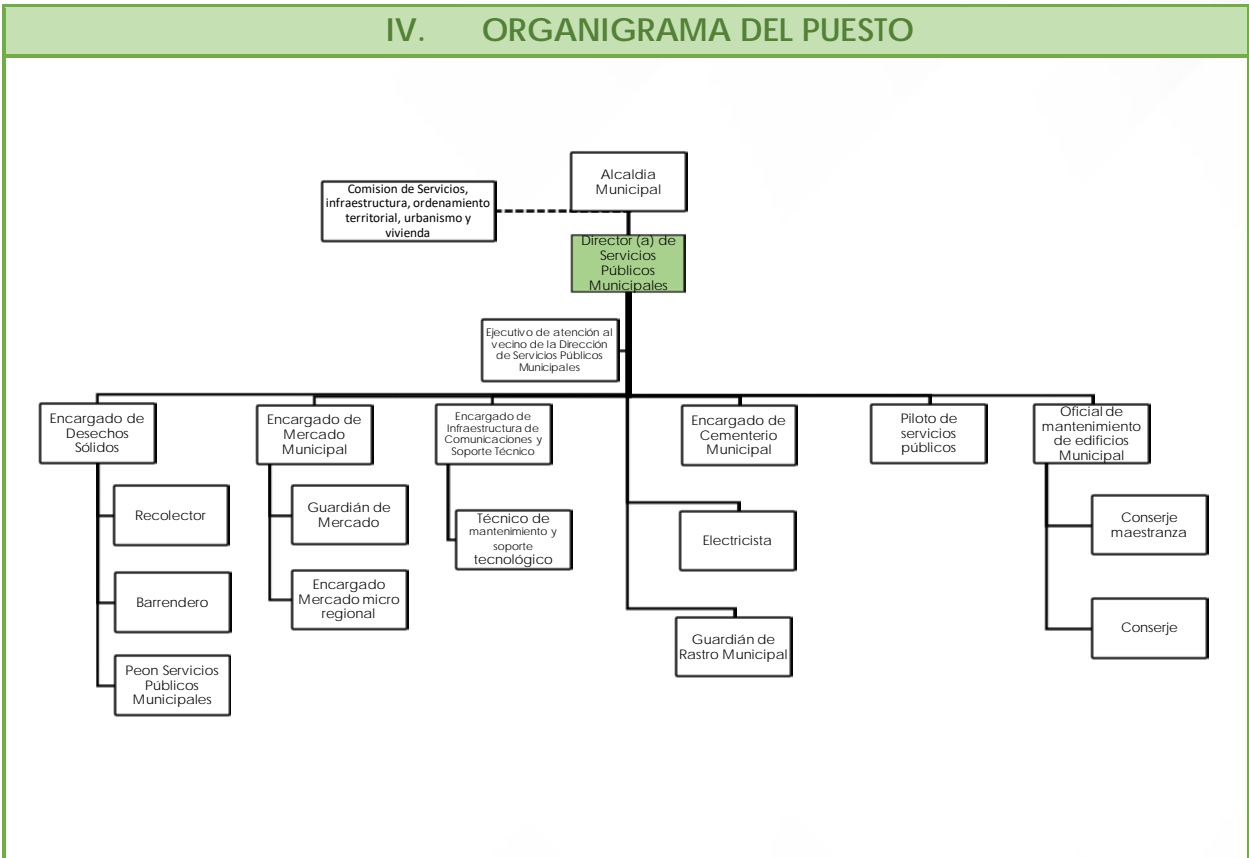 IV. ORGANIGRAMA DEL PUESTO
Alcaldia
Municipal
Comision de Servicios,
infraestructura, ordenamiento
territorial, urbanismo y
vivienda
Director (a) de
Servicios
Públicos
Municipales
Ejecutivo de atención al
vecino de la Dirección
de Servicios Públicos
Municipales
Encargado de
Desechos
Sólidos
Encargado de
Mercado
Municipal
Encargado de
Infraestructura de
Comunicaciones y
Soporte Técnico
Encargado de
Cementerio
Municipal
Piloto de
servicios
públicos
Oficial de
mantenimiento
de edificios
Municipal
Recolector
Guardián de
Mercado
Técnico de
mantenimiento y
soporte
tecnológico
Electricista
Conserje
maestranza
Barrendero
Encargado
Mercado micro
regional
Guardián de
Rastro Municipal
Conserje
Peon Servicios
Públicos
Municipales